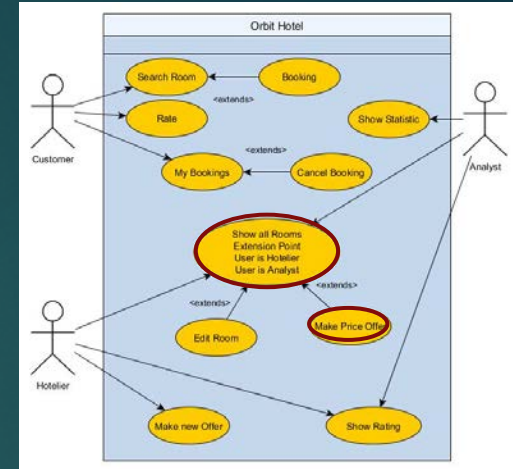 Orbit Hotel
Search Room
Booking
<extends>
Rate
Show Statistic
Customer
Analyst
<extends>
My Bookings
Cancel Booking
Show all Rooms
Extension Point
User is Hotelier
User is Analyst
<extends>
<extends>
Edit Room
Make Price Offer
Hotelier
Make new Offer
Show Rating